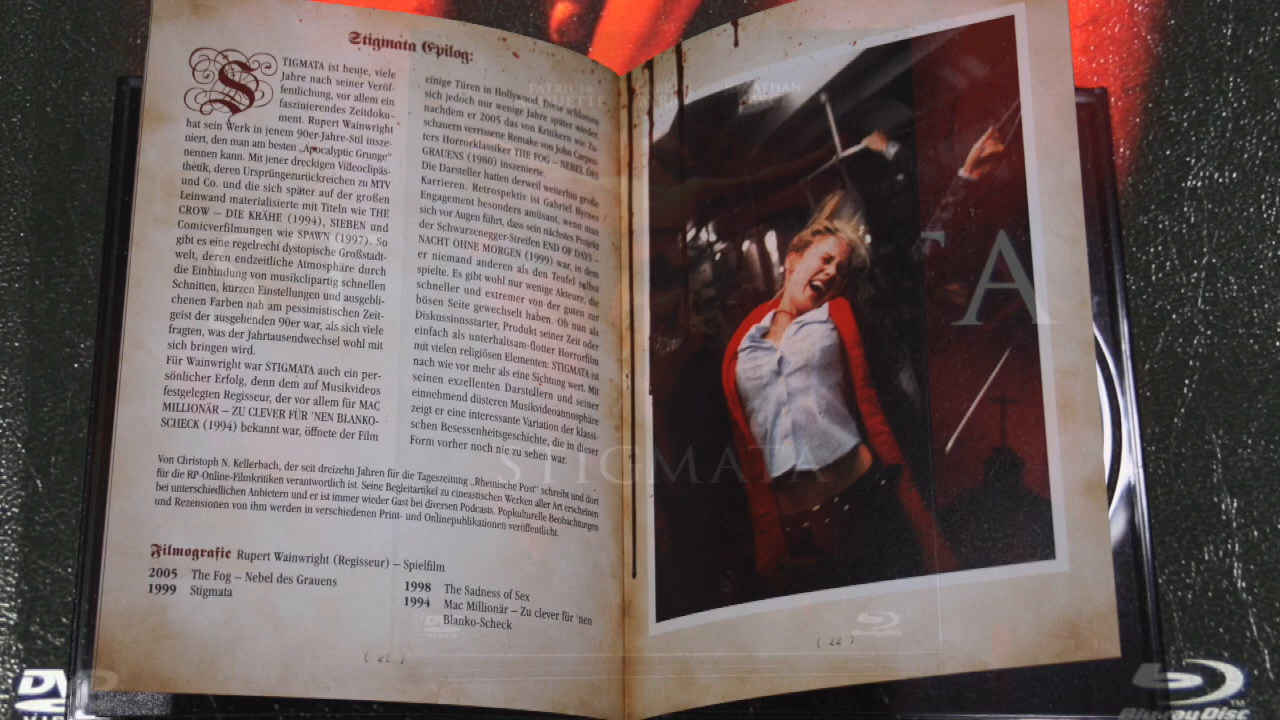 Stigmata Epilog:
STIGMATA ist heute, viele
Jahre nach seiner Veröf-
fentlichung, vor allem ein
faszinierendes Zeitdoku-
ment. Rupert Wainwright
hat sein Werk in jenem 90er-Jahre-Stil insze-
niert, den man am besten „Apocalyptic Grunge“
nennen kann. Mit jener dreckigen Videoclipäs-
thetik, deren Ursprüngezurückreichen zu MTV
und Co. und die sich später auf der großen
Leinwand materialisierte mit Titeln wie THE
CROW – DIE KRÄHE (1994), SIEBEN und
Comicverfilmungen wie SPAWN (1997). So
gibt es eine regelrecht dystopische Großstadt-
welt, deren endzeitliche Atmosphäre durch
die Einbindung von musikclipartig schnellen
Schnitten, kurzen Einstellungen und ausgebli-
chenen Farben nah am pessimistischen Zeit-
geist der ausgehenden 90er war, als sich viele
fragten, was der Jahrtausendwechsel wohl mit
sich bringen wird.
Für Wainwright war STIGMATA auch ein per-
sönlicher Erfolg, denn dem auf Musikvideos
festgelegten Regisseur, der vor allem für MAC
MILLIONÄR – ZU CLEVER FÜR 'NEN BLANKO-
SCHECK (1994) bekannt war, öffnete der Film
einige Türen in Hollywood. Diese schlossen
sich jedoch nur wenige Jahre später wieder,
nachdem er 2005 das von Kritikern wie Zu-
schauern verrissene Remake von John Carpen-
ters Horrorklassiker THE FOG – NEBEL DES
GRAUENS (1980) inszenierte.
Die Darsteller hatten derweil weiterhin große
Karrieren. Retrospektiv ist Gabriel Byrnes
Engagement besonders amüsant, wenn man
sich vor Augen führt, dass sein nächstes Projekt
der Schwarzenegger-Streifen END OF DAYS –
NACHT OHNE MORGEN (1999) war, in dem
er niemand anderen als den Teufel selbst
spielte. Es gibt wohl nur wenige Akteure, die
schneller und extremer von der guten zur
bösen Seite gewechselt haben. Ob nun als
Diskussionsstarter, Produkt seiner Zeit oder
einfach als unterhaltsam-flotter Horrorfilm
mit vielen religiösen Elementen: STIGMATA ist
nach wie vor mehr als eine Sichtung wert. Mit
seinen exzellenten Darstellern und seiner
einnehmend düsteren Musikvideoatmosphäre
zeigt er eine interessante Variation der klassi-
schen Besessenheitsgeschichte, die in dieser
Form vorher noch nie zu sehen war.
Von Christoph N. Kellerbach, der seit dreizehn Jahren für die Tageszeitung „Rheinische Post“ schreibt und dort
für die RP-Online-Filmkritiken verantwortlich ist. Seine Begleitartikel zu cineastischen Werken aller Art erscheinen
bei unterschiedlichen Anbietern und er ist immer wieder Gast bei diversen Podcasts. Popkulturelle Beobachtungen
und Rezensionen von ihm werden in verschiedenen Print- und Onlinepublikationen veröffentlicht.
Filmografie Rupert Wainwright (Regisseur) – Spielfilm
2005 The Fog – Nebel des Grauens
1999 Stigmata
1998 The Sadness of Sex
1994 Mac Millionär – Zu clever für 'nen
Blanko-Scheck
( 21 )
( 22 )
STIGMATA
TA
Blu-ray Disc